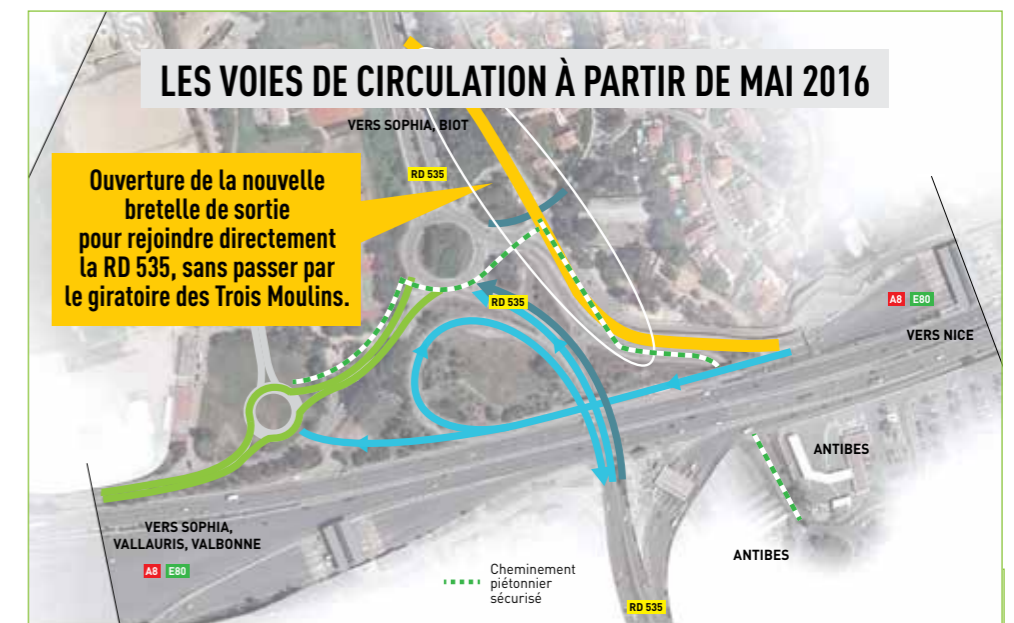 LES VOIES DE CIRCULATION À PARTIR DE MAI 2016
VERS SOPHIA, BIOT
RD 535
Ouverture de la nouvelle
bretelle de sortie
pour rejoindre directement
la RD 535, sans passer par
le giratoire des Trois Moulins.
RD 535
A8 E80
VERS NICE
ANTIBES
VERS SOPHIA,
VALLAURIS, VALBONNE
A8 E80
ANTIBES
Cheminement
piétonnier
sécurisé
RD 535